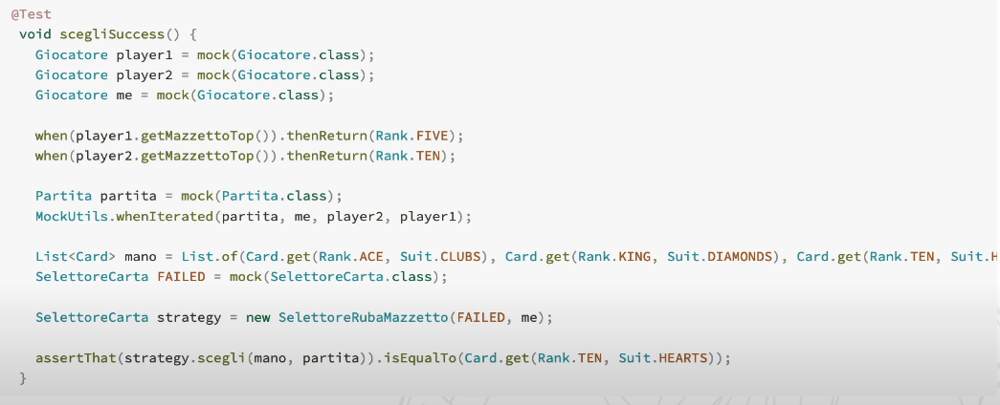 @Test
void scegliSuccess() {
Giocatore player1 = mock(Giocatore.class);
Giocatore player2 = mock(Giocatore.class);
Giocatore me = mock(Giocatore.class);
when(player1.getMazzettoTop()).thenReturn(Rank.FIVE);
when(player2.getMazzettoTop()).thenReturn(Rank.TEN);
Partita partita = mock(Partita.class);
MockUtils.whenIterated(partita, me, player2, player1);
List<Card> mano = List.of(Card.get(Rank.ACE, Suit.CLUBS), Card.get(Rank.KING, Suit.DIAMONDS), Card.get(Rank.TEN, Suit.H
SelettoreCarta FAILED = mock(SelettoreCarta.class);
SelettoreCarta strategy = new SelettoreRubaMazzetto(FAILED, me);
assertThat(strategy.scegli(mano, partita)).isEqualTo(Card.get(Rank.TEN, Suit.HEARTS));
}